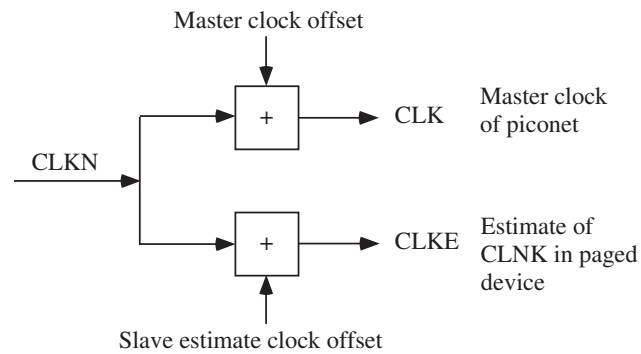 Master clock offset
+
CLK
Master clock
of piconet
CLKN
+
CLKE
Estimate of
CLNK in paged
device
Slave estimate clock offset